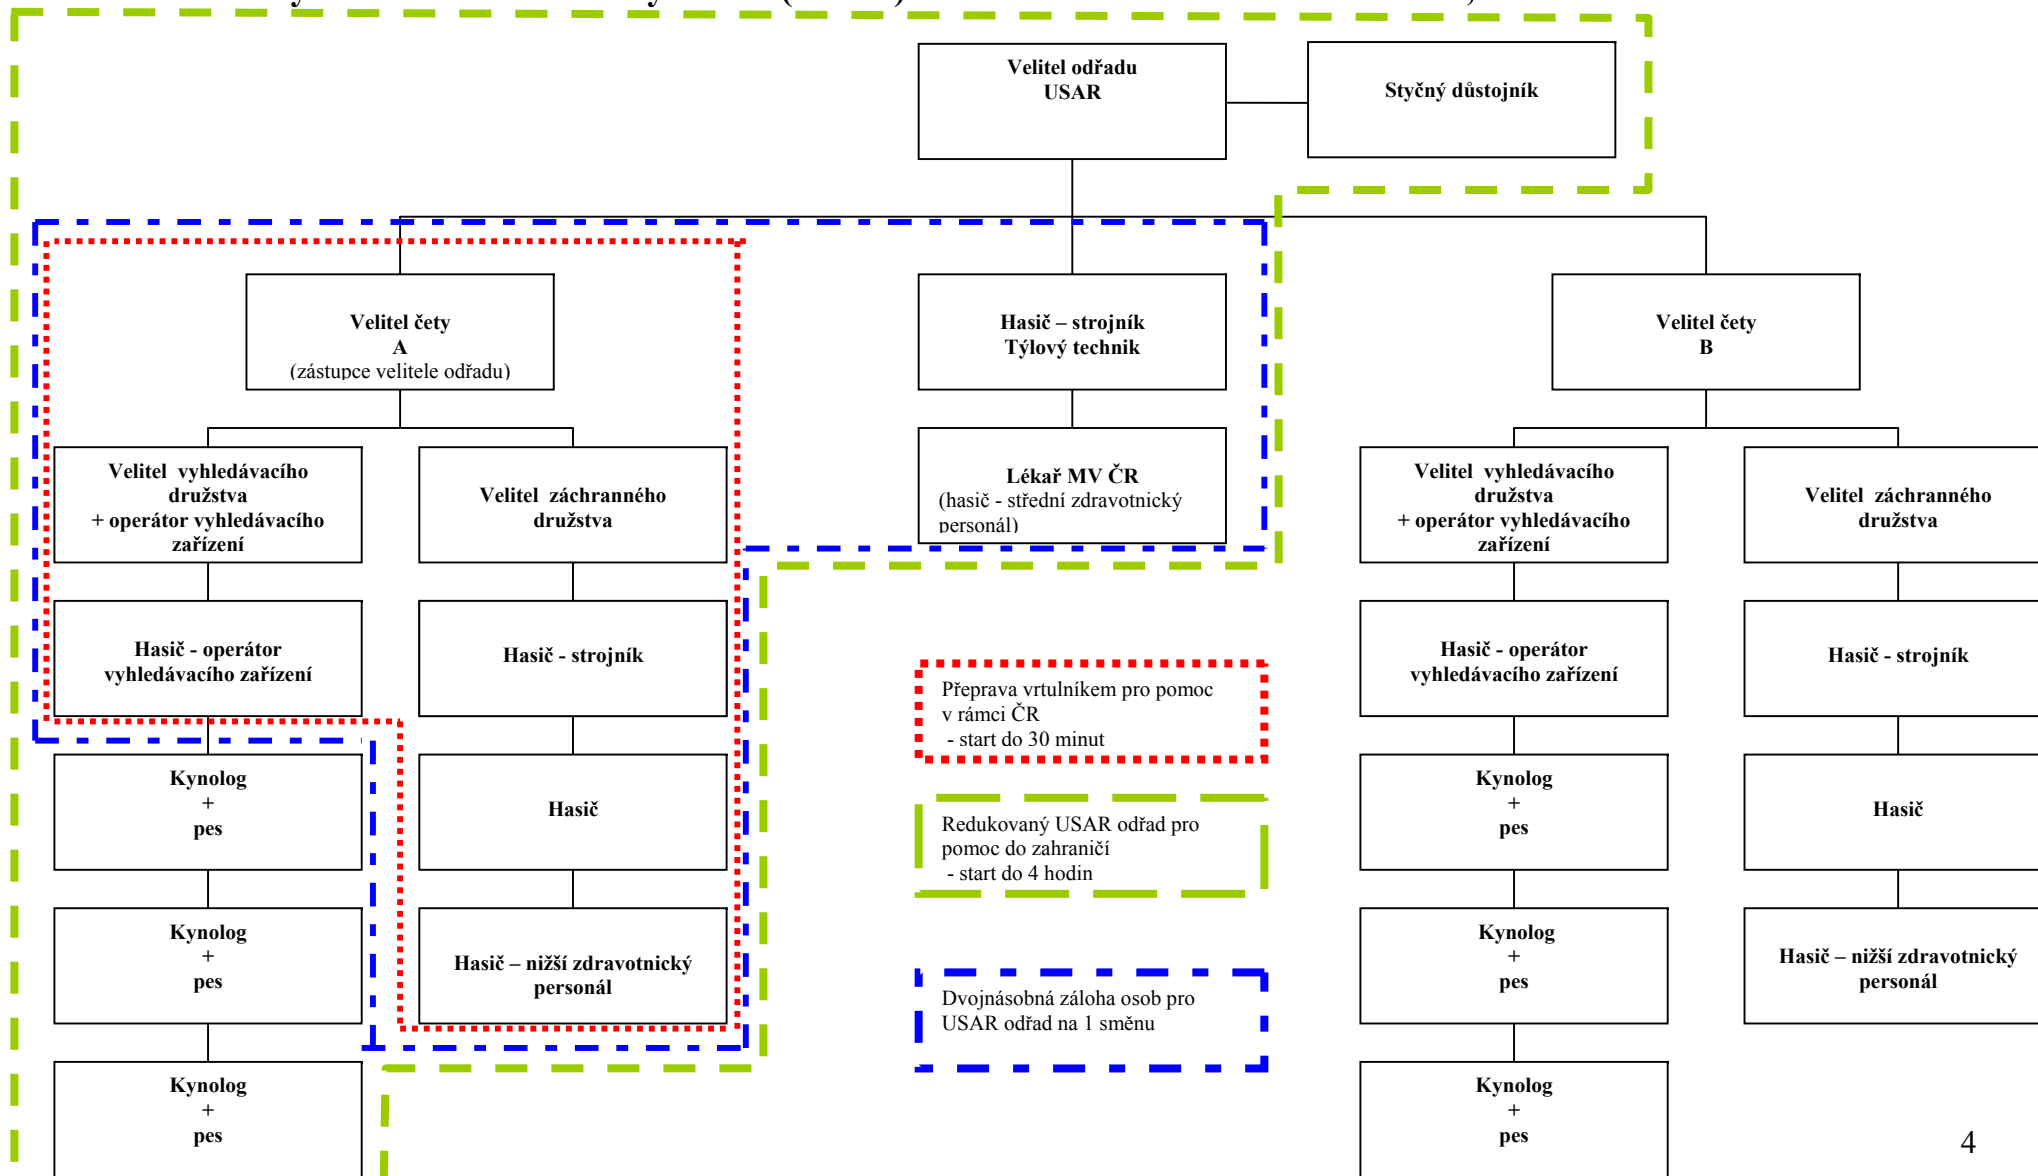 Velitel odřadu
USAR
Styčný důstojník
Velitel čety
A
(zástupce velitele odřadu)
Hasič – strojník
Týlový technik
Velitel čety
B
Velitel vyhledávacího
družstva
+ operátor vyhledávacího
zařízení
Velitel záchranného
družstva
Lékař MV ČR
(hasič - střední zdravotnický
personál)
Velitel vyhledávacího
družstva
+ operátor vyhledávacího
zařízení
Velitel záchranného
družstva
Hasič - operátor
vyhledávacího zařízení
Hasič - strojník
Přeprava vrtulníkem pro pomoc
v rámci ČR
- start do 30 minut
Hasič - operátor
vyhledávacího zařízení
Hasič - strojník
Kynolog
+
pes
Hasič
Redukovaný USAR odřad pro
pomoc do zahraničí
- start do 4 hodin
Kynolog
+
pes
Hasič
Kynolog
+
pes
Hasič – nižší zdravotnický
personál
Dvojnásobná záloha osob pro
USAR odřad na 1 směnu
Kynolog
+
pes
Hasič – nižší zdravotnický
personál
Kynolog
+
pes
Kynolog
+
pes
4